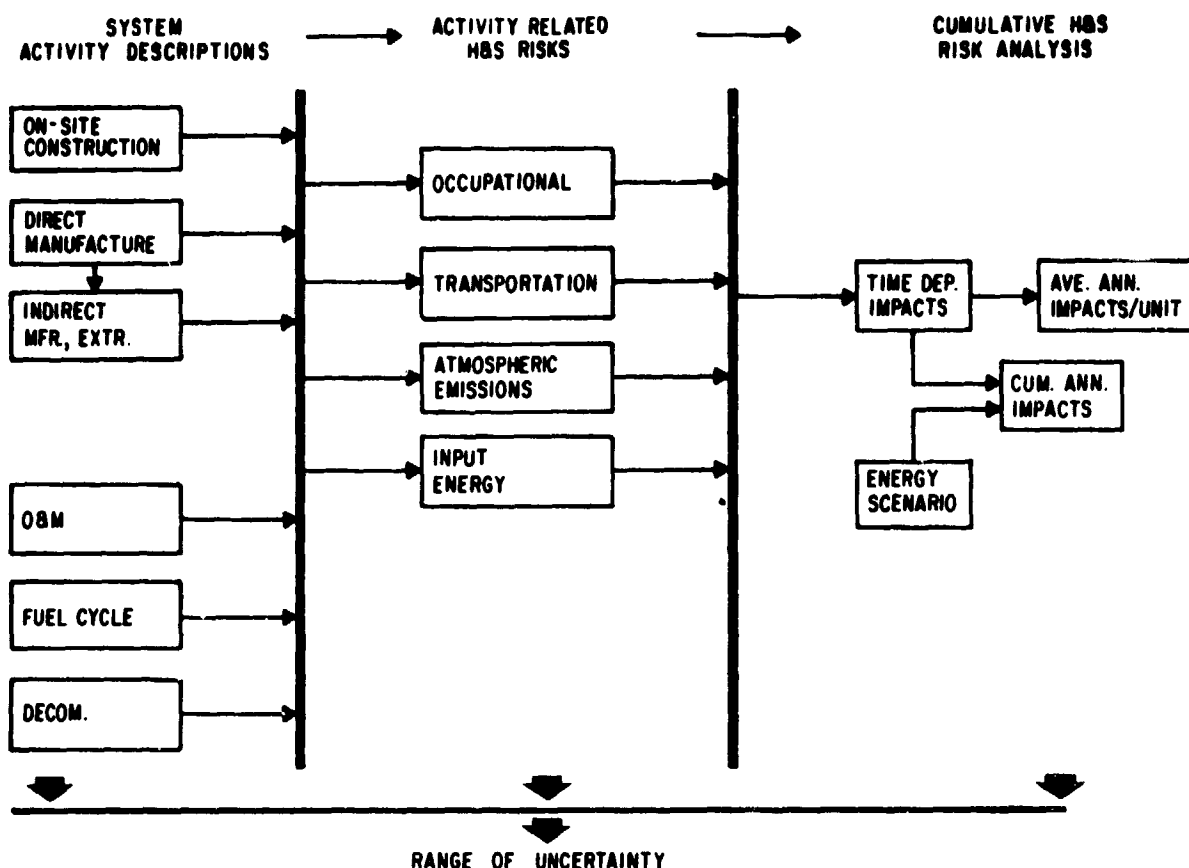 SYSTEM
ACTIVITY DESCRIPTIONS
ACTIVITY RELATED
H&S RISKS
CUMULATIVE H&S
RISK ANALYSIS
ON-SITE
CONSTRUCTION
DIRECT
MANUFACTURE
INDIRECT
MFR., EXTR.
O&M
FUEL CYCLE
DECOM.
OCCUPATIONAL
TRANSPORTATION
ATMOSPHERIC
EMISSIONS
INPUT
ENERGY
TIME DEP.
IMPACTS
AVE. ANN.
IMPACTS/UNIT
CUM. ANN.
IMPACTS
ENERGY
SCENARIO
RANGE OF UNCERTAINTY